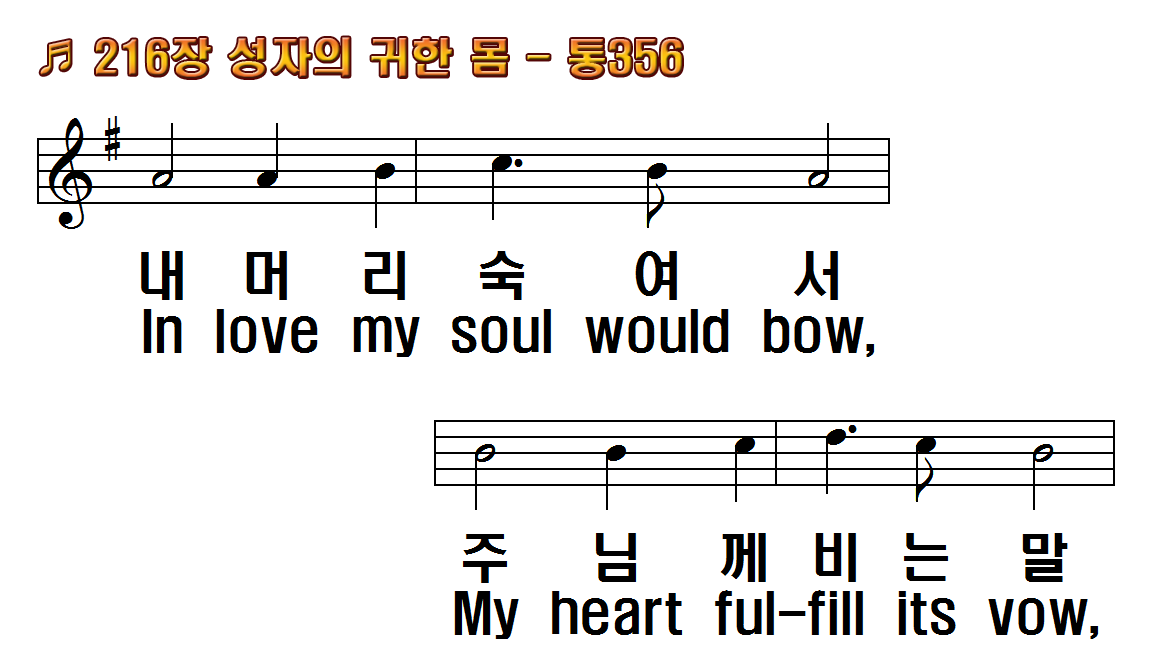 ♬ 216장 성자의 귀한 몸 - 통356
내 머 리 숙 여 서
In love my soul would bow,
주 님 께 비 는 말
My heart ful-fill its vow,